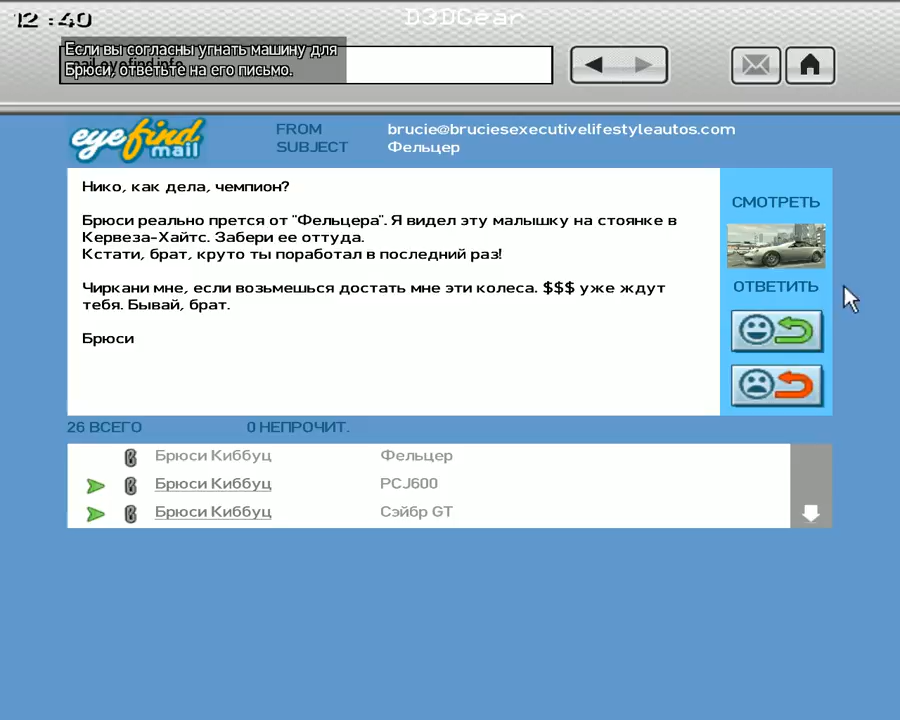 12:40
D3DGear
Если вы согласны угнать машину для
Брюси, ответьте на его письмо.
mail.eyefind.info
eyefind
mail
FROM brucie@bruciesexecutivelifestyleautos.com
SUBJECT Фельцер
Нико, как дела, чемпион?
Брюси реально прется от "Фельцера". Я видел эту малышку на стоянке в
Кервеза-Хайтс. Забери ее оттуда.
Кстати, брат, круто ты поработал в последний раз!
Чиркани мне, если возьмешься достать мне эти колеса. $$$ уже ждут
тебя. Бывай, брат.
Брюси
СМОТРЕТЬ
ОТВЕТИТЬ
26 ВСЕГО 0 НЕПРОЧИТ.
Брюси Киббуц Фельцер
Брюси Киббуц PCJ600
Брюси Киббуц Сэйбр GT